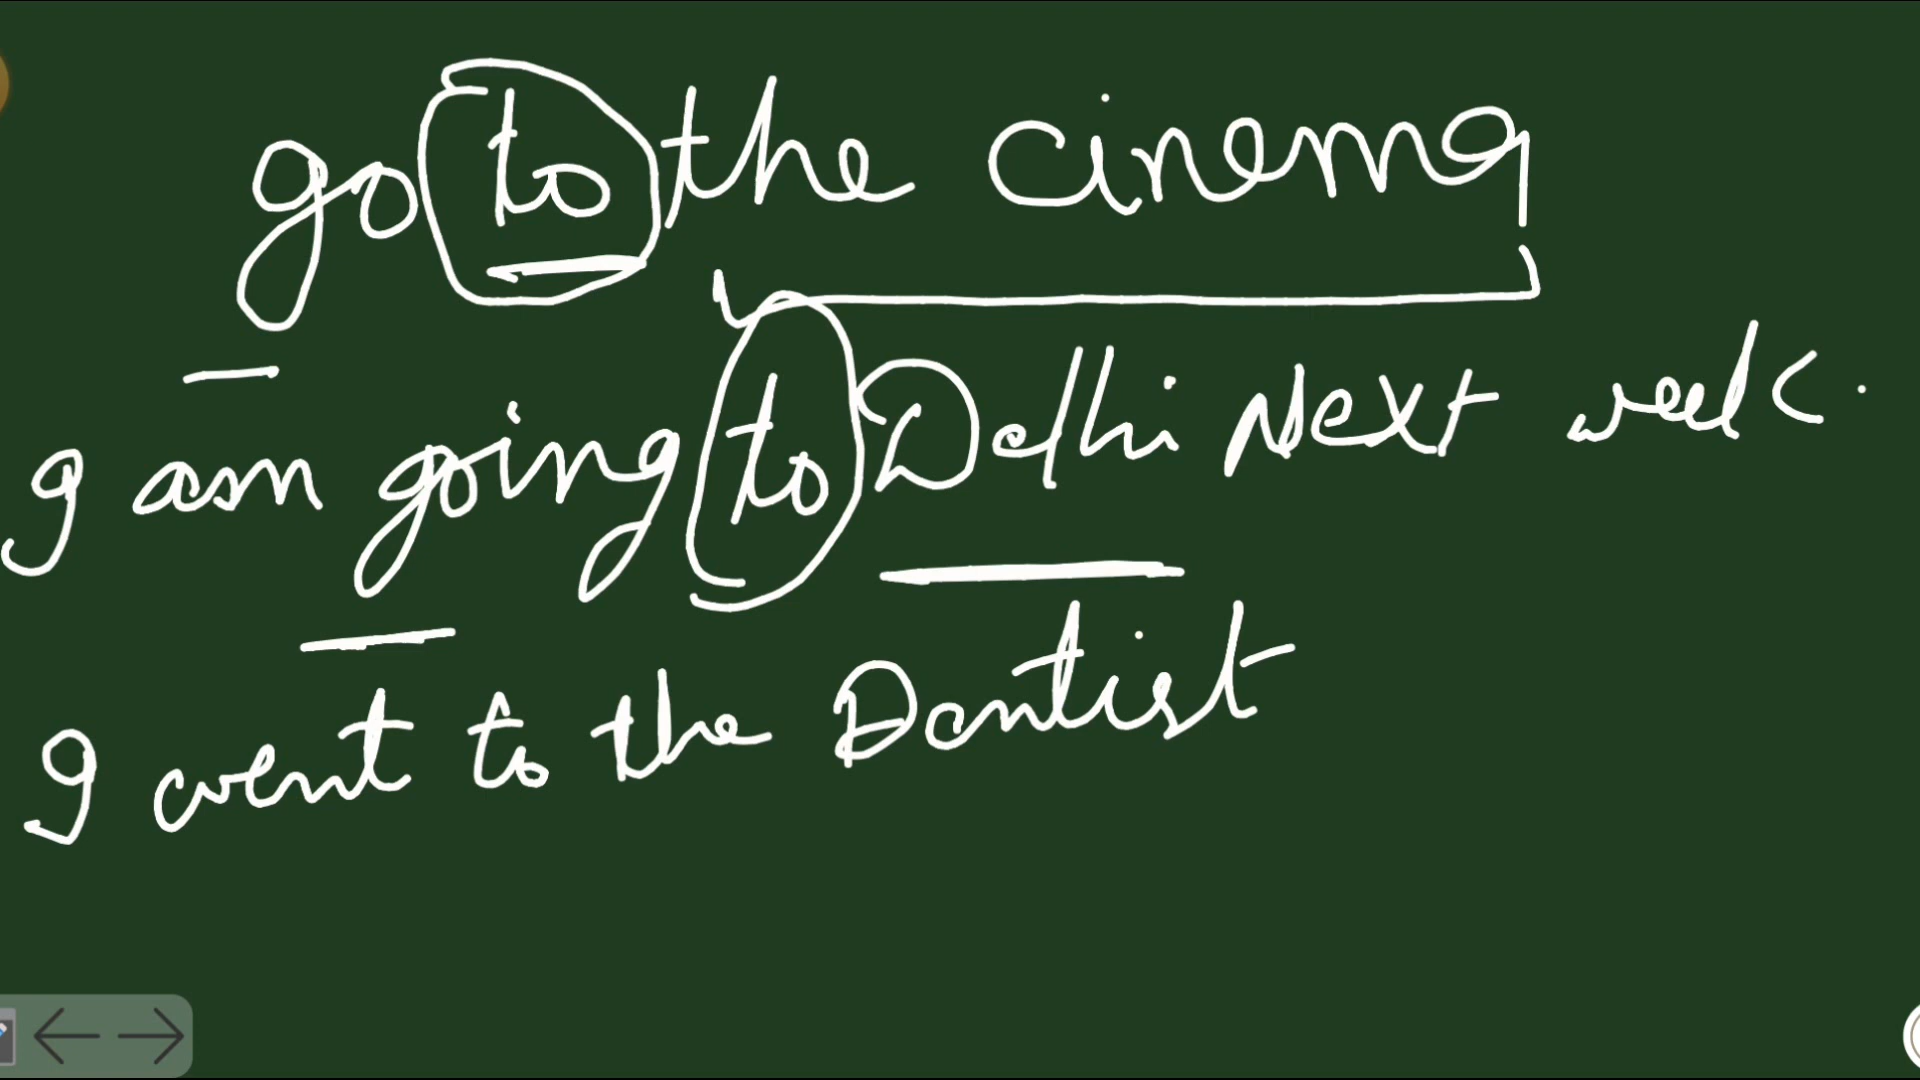 go to the cinema
I am going to Delhi Next week.
I went to the Dentist